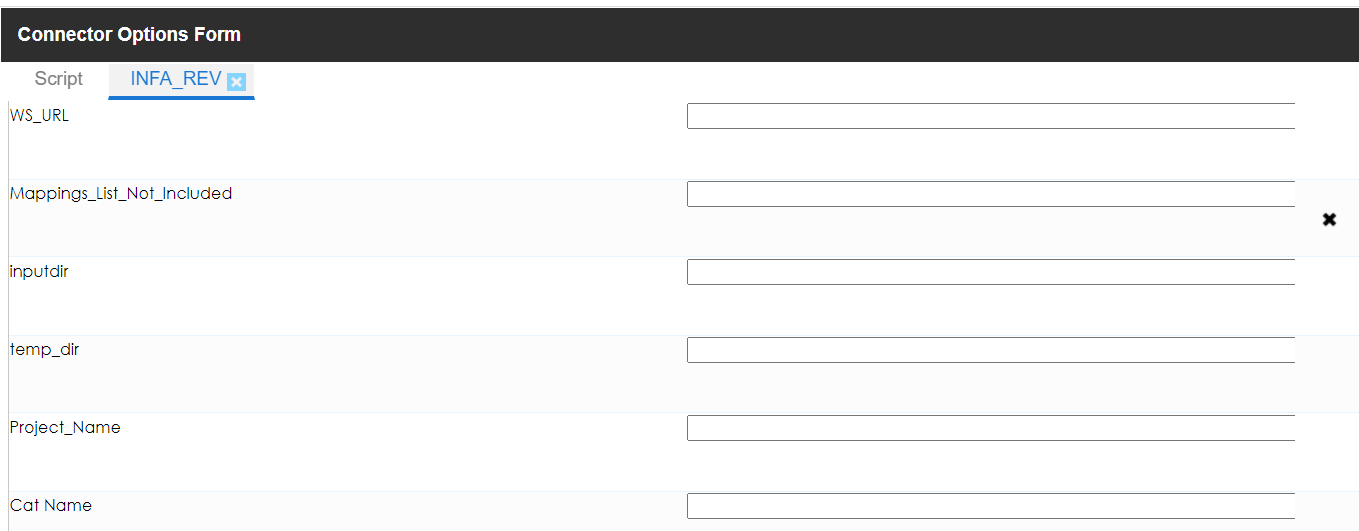 Connector Options Form
Script INFA_REV
WS_URL
Mappings_List_Not_Included
inputdir
temp_dir
Project_Name
Cat Name